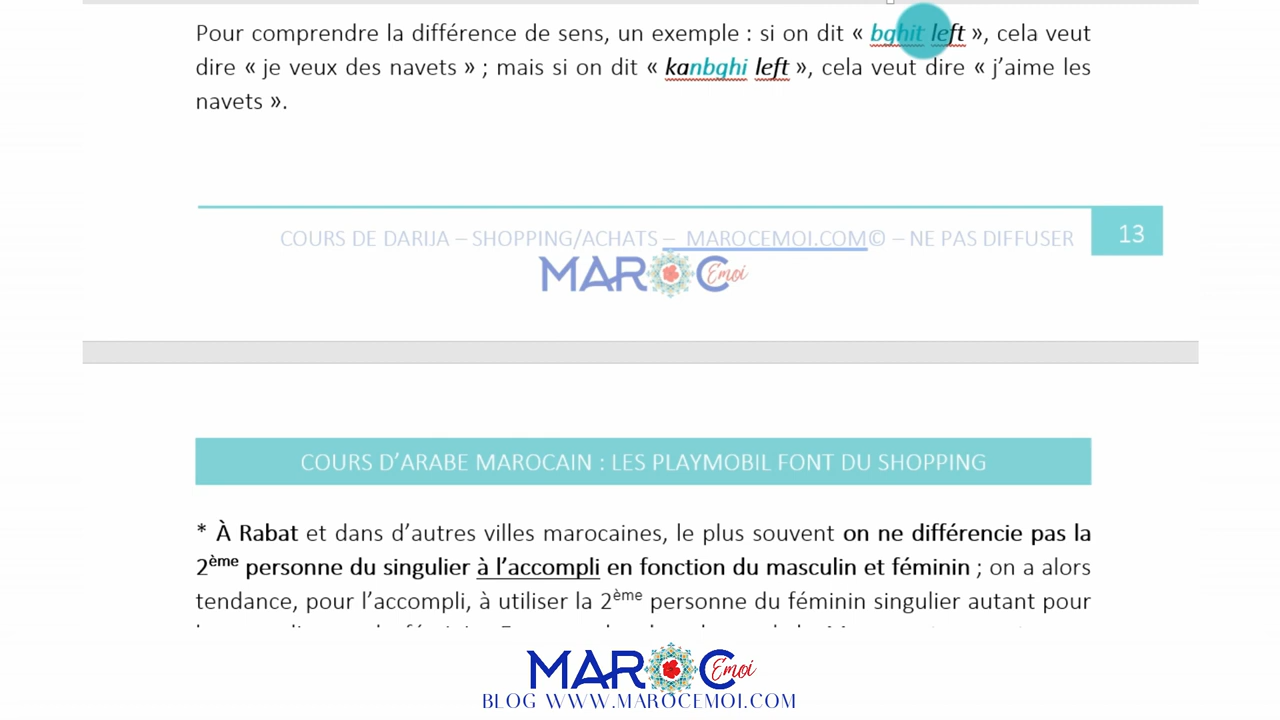 Pour comprendre la différence de sens, un exemple : si on dit « bghit left », cela veut
dire « je veux des navets » ; mais si on dit « kanbghi left », cela veut dire « j’aime les
navets ».
COURS DE DARIJA – SHOPPING/ACHATS – MAROCEMOI.COM© – NE PAS DIFFUSER
13
MAROC Emoi
COURS D’ARABE MAROCAIN : LES PLAYMOBIL FONT DU SHOPPING
* À Rabat et dans d’autres villes marocaines, le plus souvent on ne différencie pas la
2ème personne du singulier à l’accompli en fonction du masculin et féminin ; on a alors
tendance, pour l’accompli, à utiliser la 2ème personne du féminin singulier autant pour
MAROC Emoi
BLOG WWW.MAROCEMOI.COM